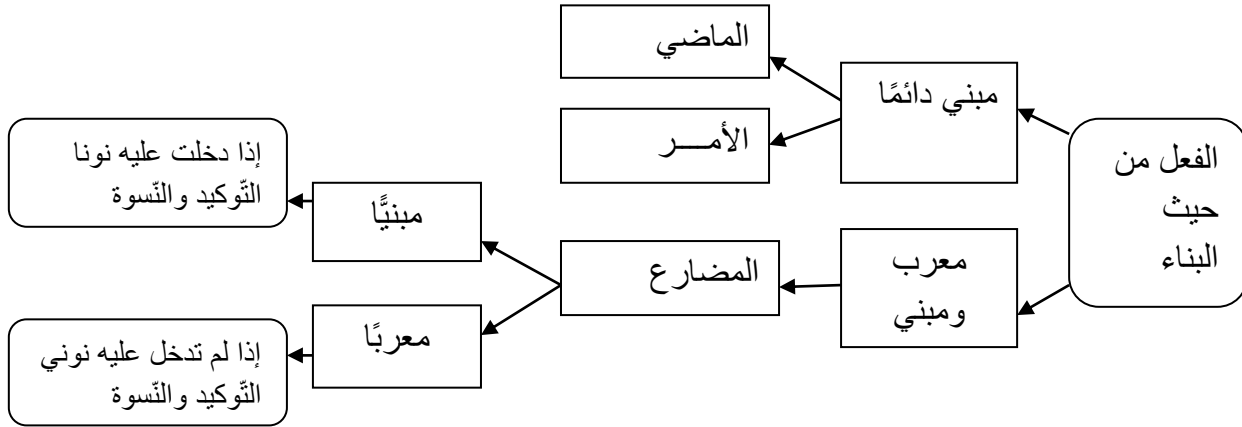 الفعل من
حيث
البناء
مبني دائمًا
الماضي
الأمـــر
معرب
ومبني
المضارع
مبنيًّا
إذا دخلت عليه نونا
التّوكيد والنّسوة
معربًا
إذا لم تدخل عليه نوني
التّوكيد والنّسوة